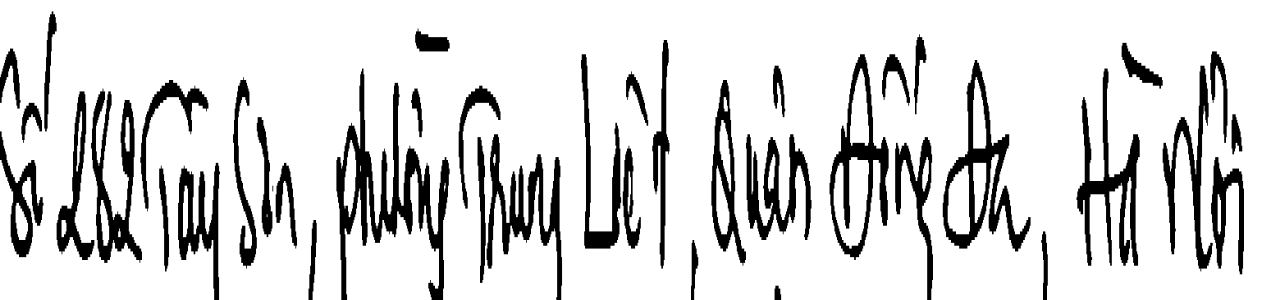 Số 282 Tây Sơn, phường Trung Liệt, Quận Đống Đa, Hà Nội